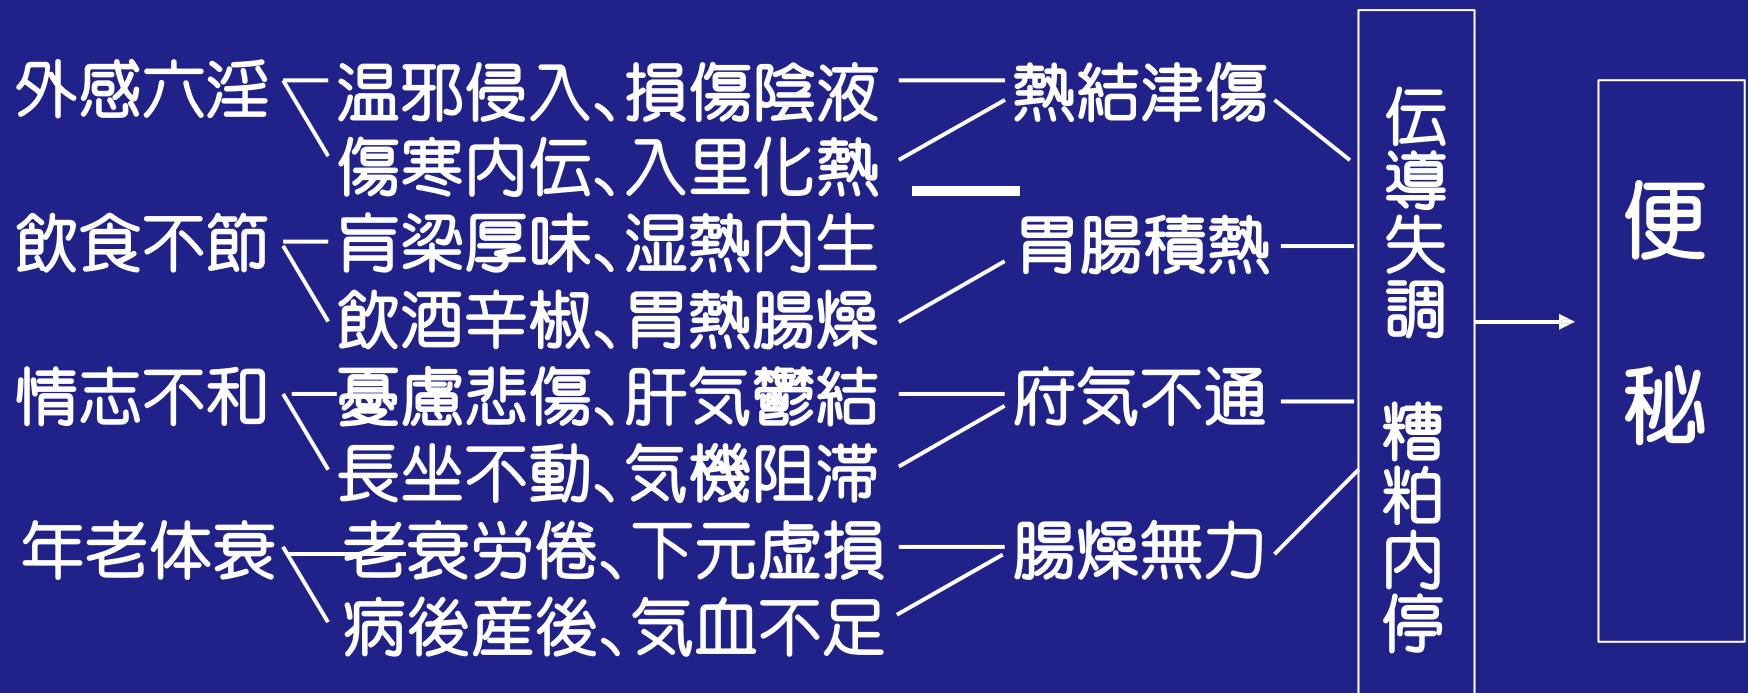 外感六淫 温邪侵入、損傷陰液 熱結津傷
傷寒内伝、入里化熱
飲食不節 肓梁厚味、湿熱内生 胃腸積熱
飲酒辛椒、胃熱腸燥
情志不和 憂慮悲傷、肝気鬱結 府気不通
長坐不動、気機阻滞
年老体衰 老衰労倦、下元虚損 腸燥無力
病後産後、気血不足
伝導失調 糟粕内停
便秘